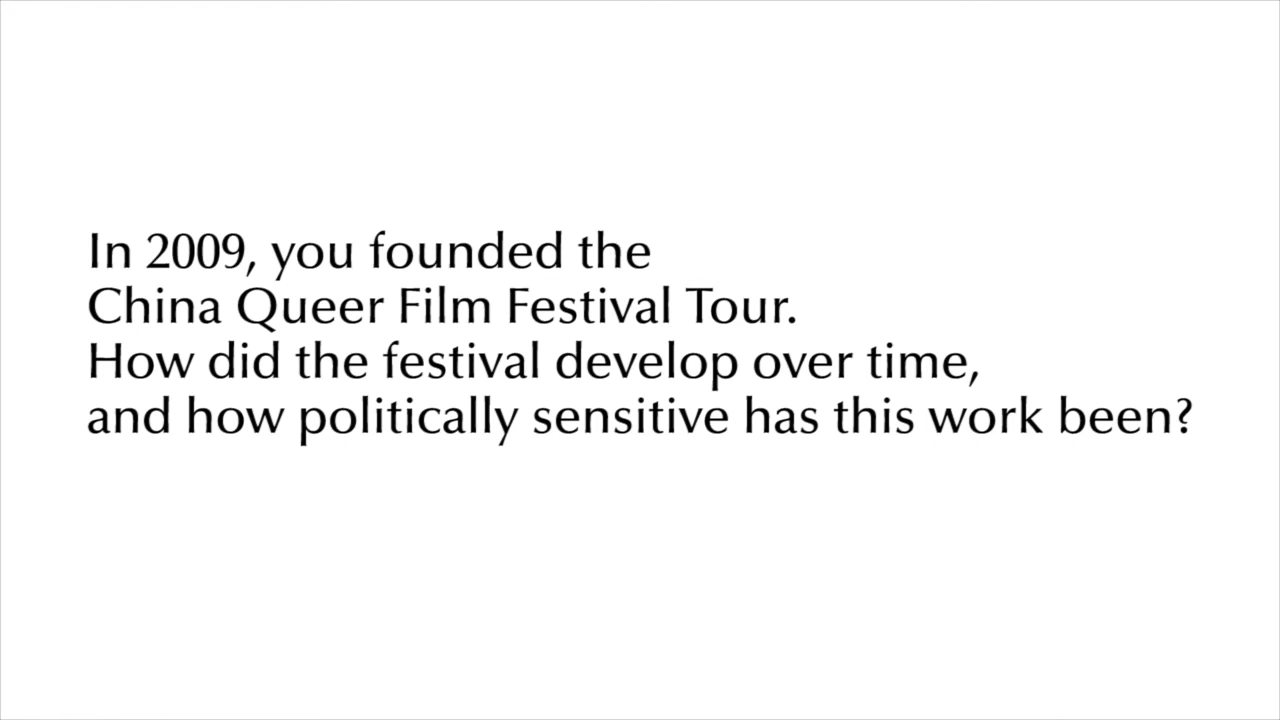 In 2009, you founded the
China Queer Film Festival Tour.
How did the festival develop over time,
and how politically sensitive has this work been?